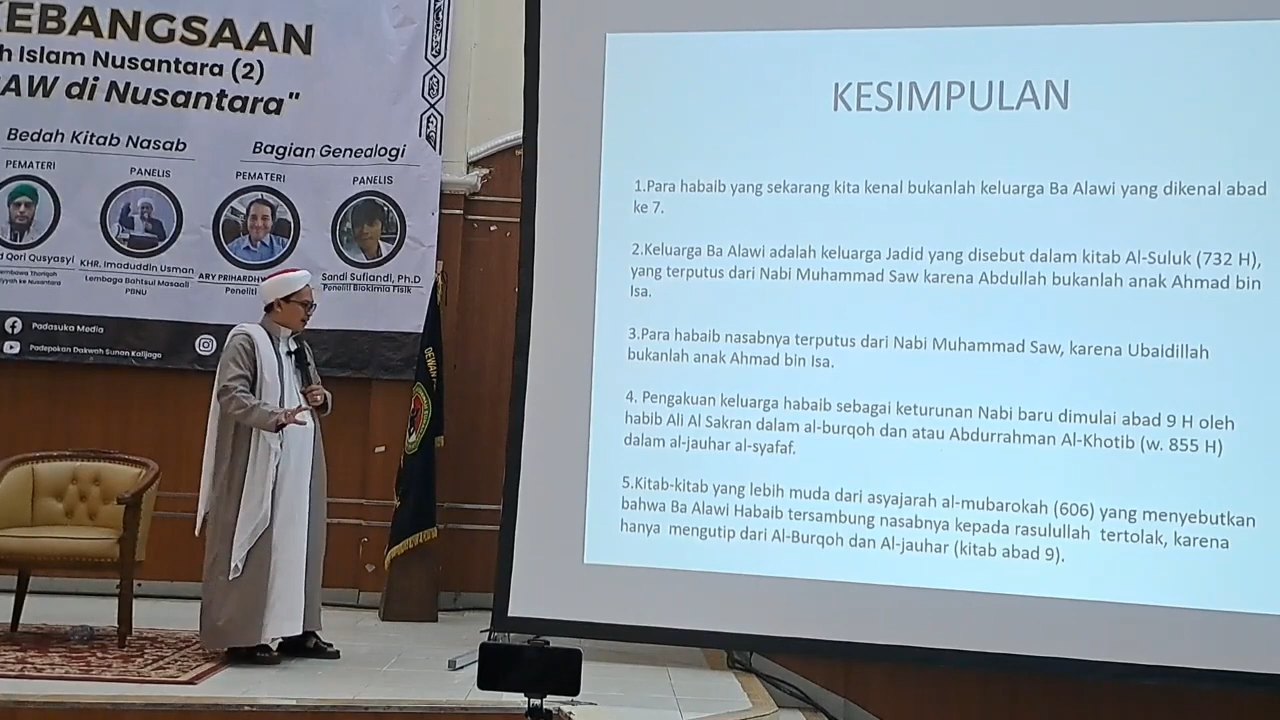 KEBANGSAAN
h Islam Nusantara (2)
AW di Nusantara"
Bedah Kitab Nasab
PEMATERI
PANELIS
d Qori Qusyasyi
KHR. Imaduddin Usman
Lembaga Bahtsul Masaail
PBNU
Bagian Genealogi
PEMATERI
PANELIS
ARY PRIHARDH
Peneliti
Sandi Sufiandi, Ph.D
Peneliti Biokimia Fisik
Padasuka Media
Padepokan Dakwah Sunan Kalijaga
DEWAN
KESIMPULAN
1.Para habaib yang sekarang kita kenal bukanlah keluarga Ba Alawi yang dikenal abad
ke 7.
2.Keluarga Ba Alawi adalah keluarga Jadid yang disebut dalam kitab Al-Suluk (732 H),
yang terputus dari Nabi Muhammad Saw karena Abdullah bukanlah anak Ahmad bin
Isa.
3.Para habaib nasabnya terputus dari Nabi Muhammad Saw, karena Ubaidillah
bukanlah anak Ahmad bin Isa.
4. Pengakuan keluarga habaib sebagai keturunan Nabi baru dimulai abad 9 H oleh
habib Ali Al Sakran dalam al-burqoh dan atau Abdurrahman Al-Khotib (w. 855 H)
dalam al-jauhar al-syafaf.
5.Kitab-kitab yang lebih muda dari asyajarah al-mubarokah (606) yang menyebutkan
bahwa Ba Alawi Habaib tersambung nasabnya kepada rasulullah tertolak, karena
hanya mengutip dari Al-Burqoh dan Al-jauhar (kitab abad 9).